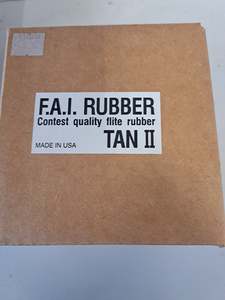 F.A.I. RUBBER
Contest quality flite rubber
MADE IN USA TAN II